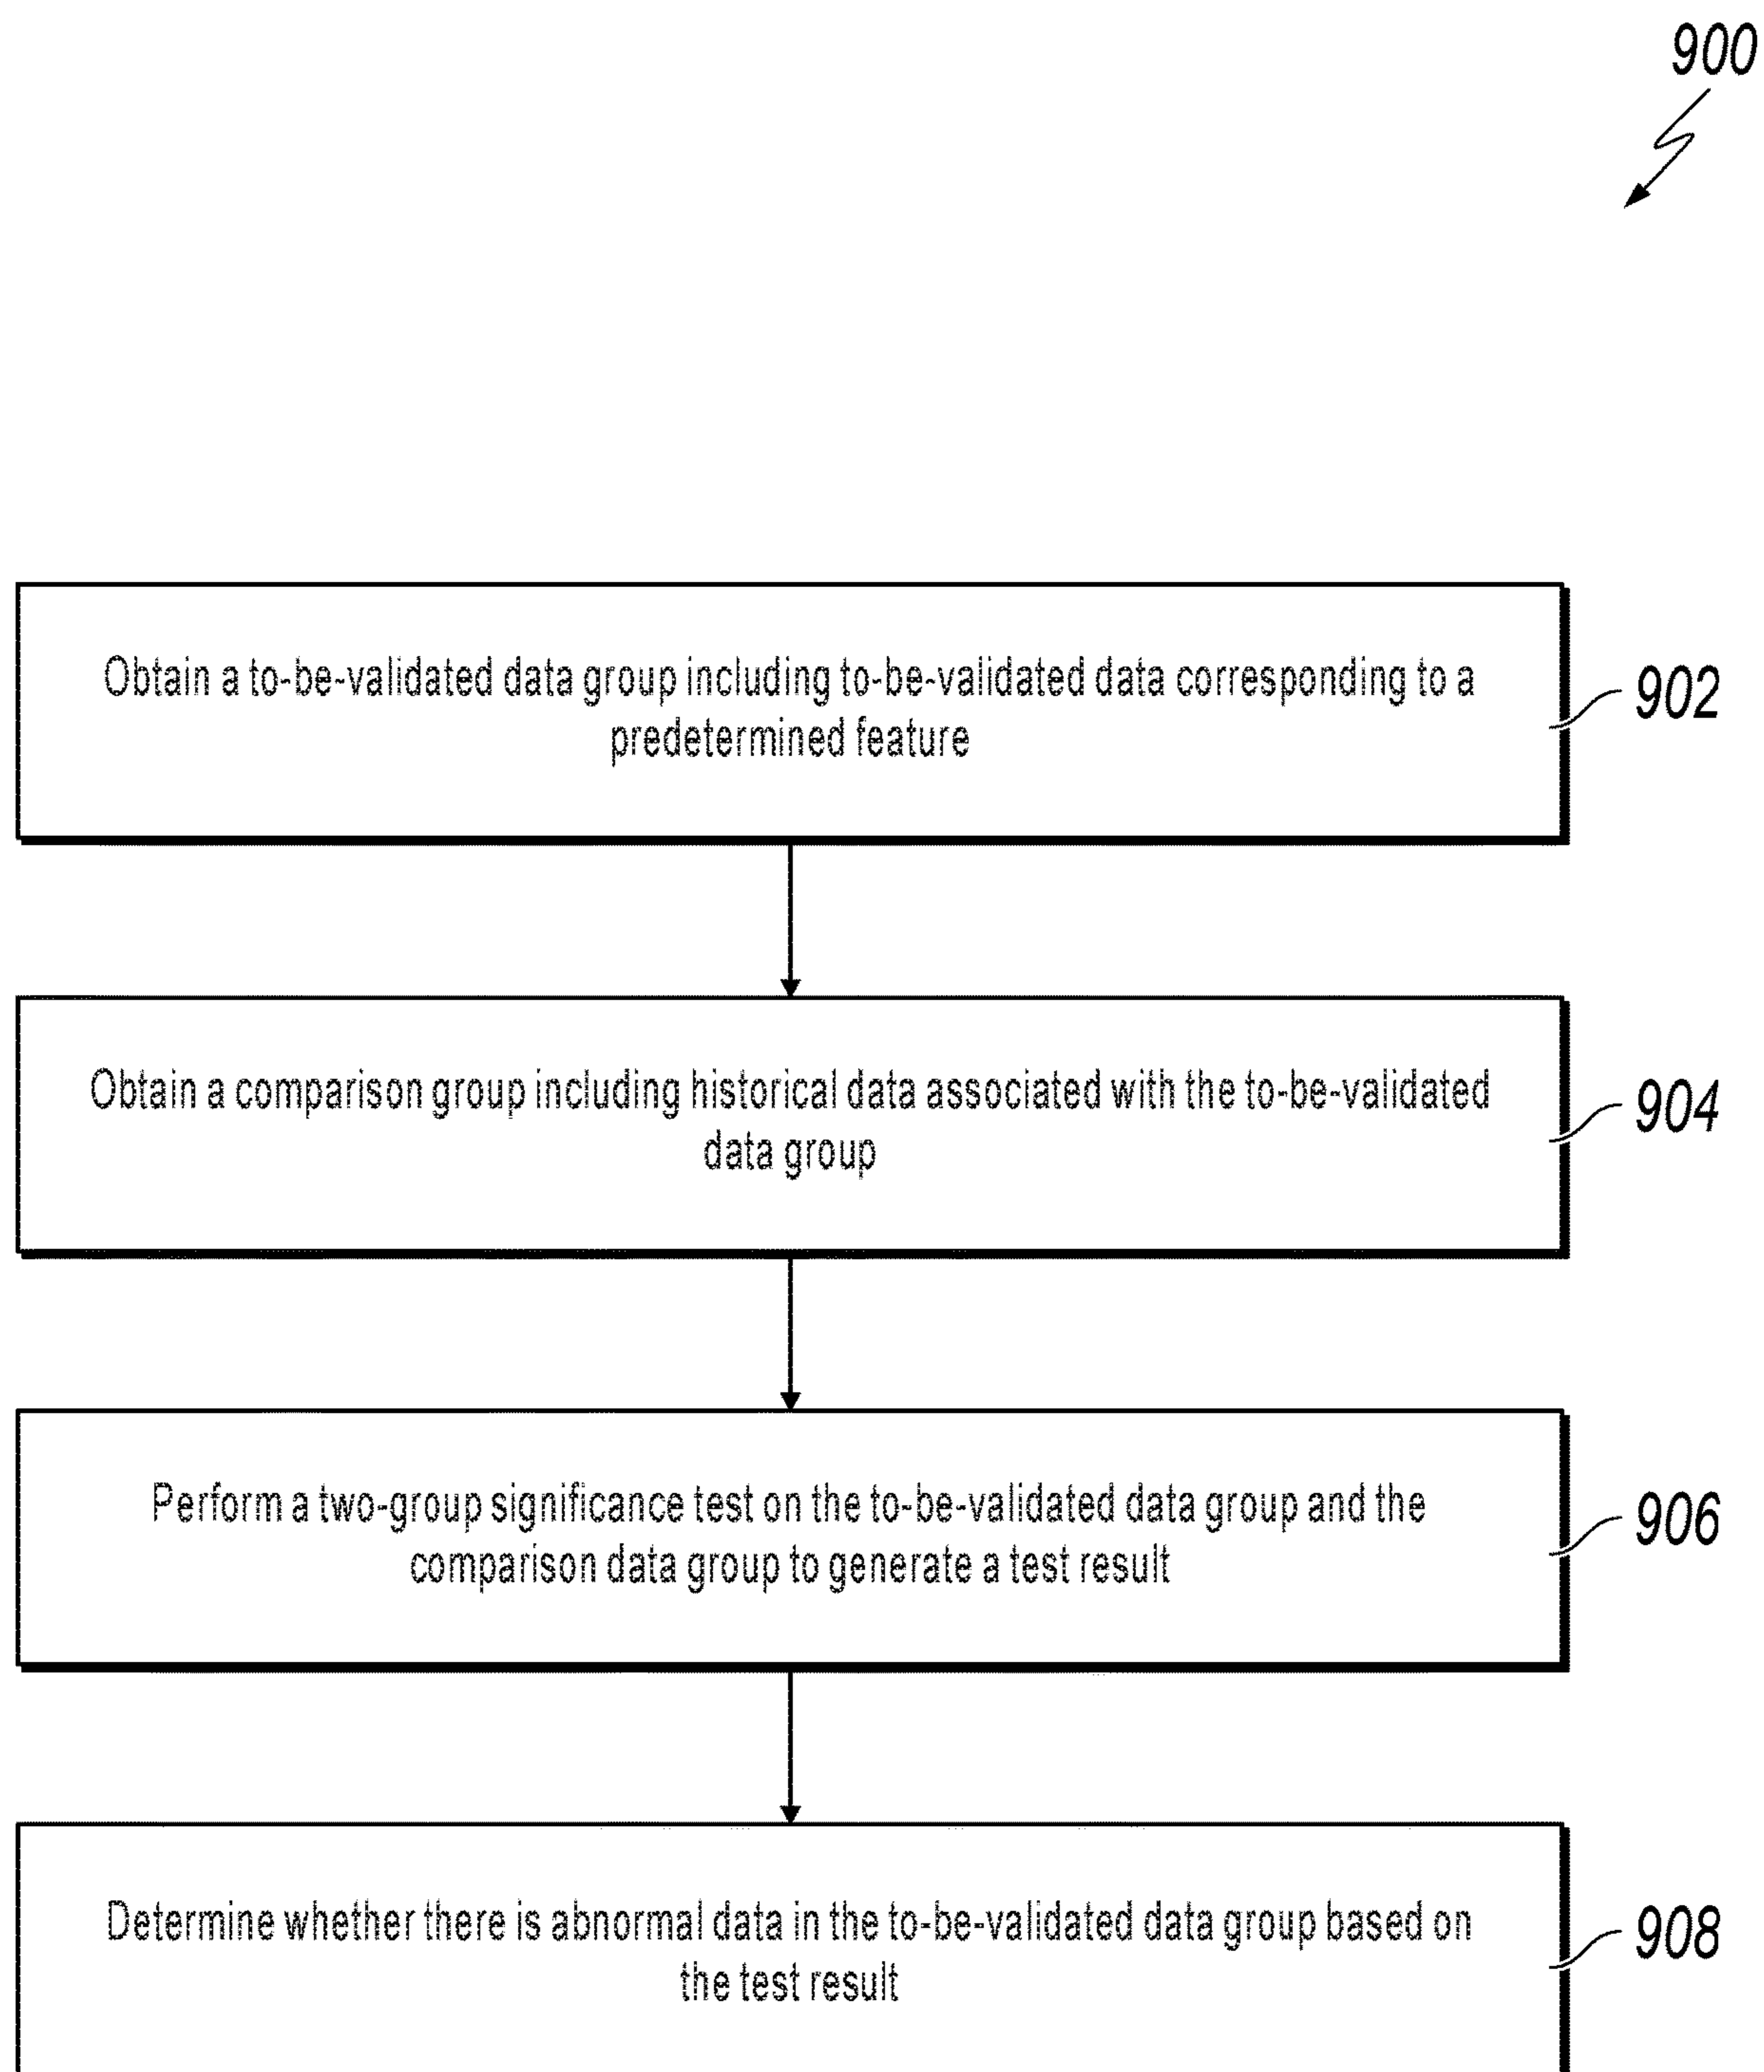 900
Obtain a to-be-validated data group including to-be-validated data corresponding to a
predetermined feature
902
Obtain a comparison group including historical data associated with the to-be-validated
data group
904
Perform a two-group significance test on the to-be-validated data group and the
comparison data group to generate a test result
906
Determine whether there is abnormal data in the to-be-validated data group based on
the test result
908